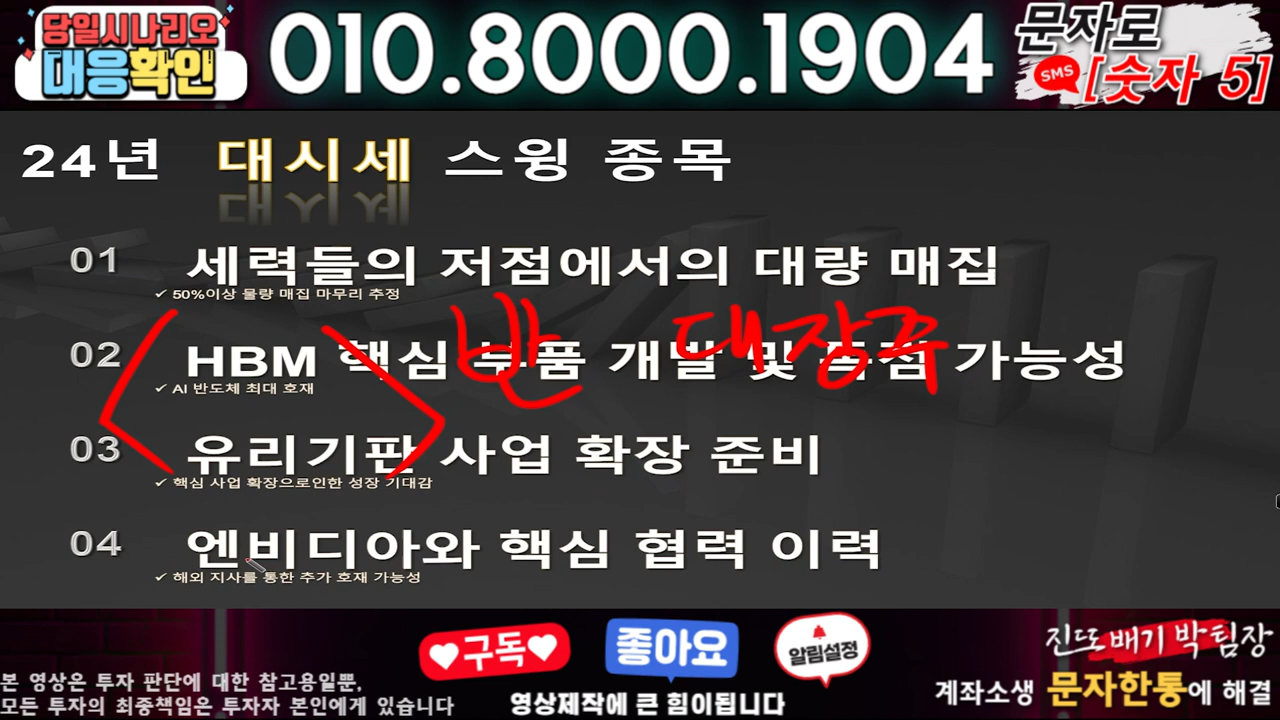 당일시나리오
대응확인
010.8000.1904
문자로
SMS
[숫자 5]
24년 대시세 스윙 종목
01 세력들의 저점에서의 대량 매집
✓ 50%이상 물량 매집 마무리 추정
반 대장주
02 HBM 핵심 부품 개발 및 독점 가능성
✓ AI 반도체 최대 호재
03 유리기판 사업 확장 준비
✓ 핵심 사업 확장으로인한 성장 기대감
04 엔비디아와 핵심 협력 이력
✓ 해외 지사를 통한 추가 호재 가능성
구독
좋아요
알림설정
영상제작에 큰 힘이됩니다
본 영상은 투자 판단에 대한 참고용일뿐,
모든 투자의 최종책임은 투자자 본인에게 있습니다
진또배기 박팀장
계좌소생 문자한통에 해결